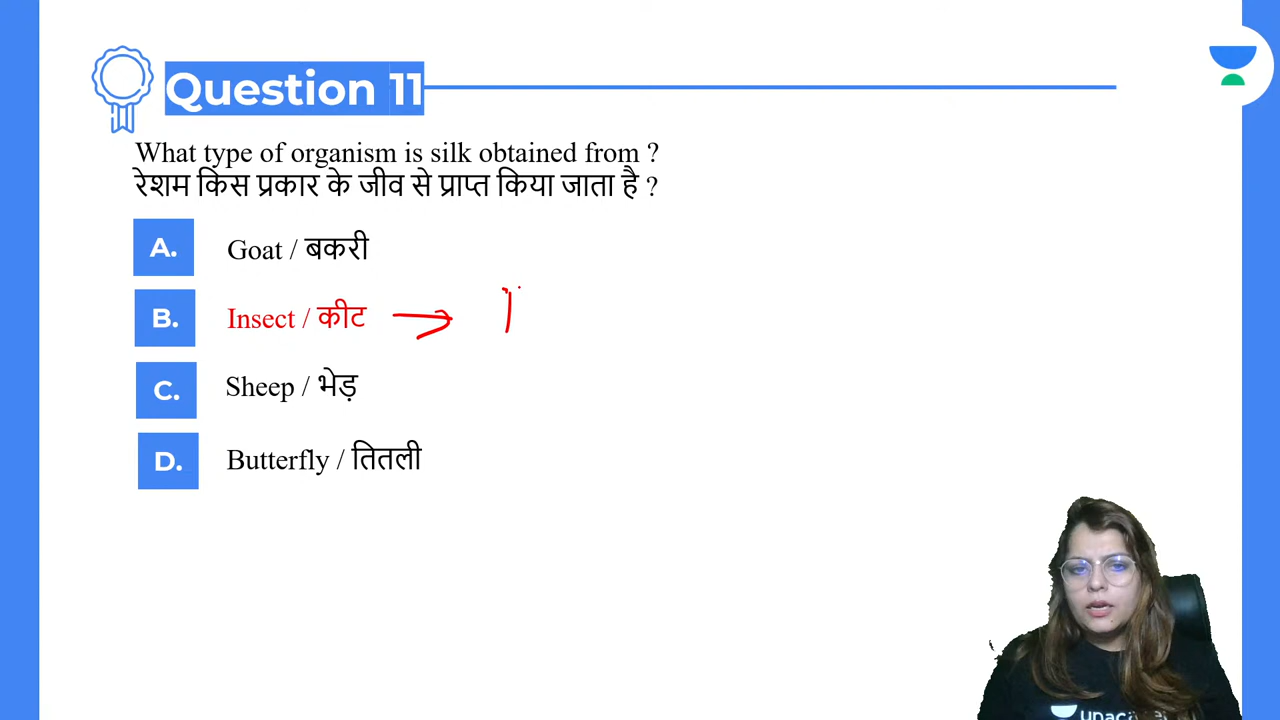 Question 11
What type of organism is silk obtained from ?
रेशम किस प्रकार के जीव से प्राप्त किया जाता है ?
A. Goat / बकरी
B. Insect / कीट
C. Sheep / भेड़
D. Butterfly / तितली